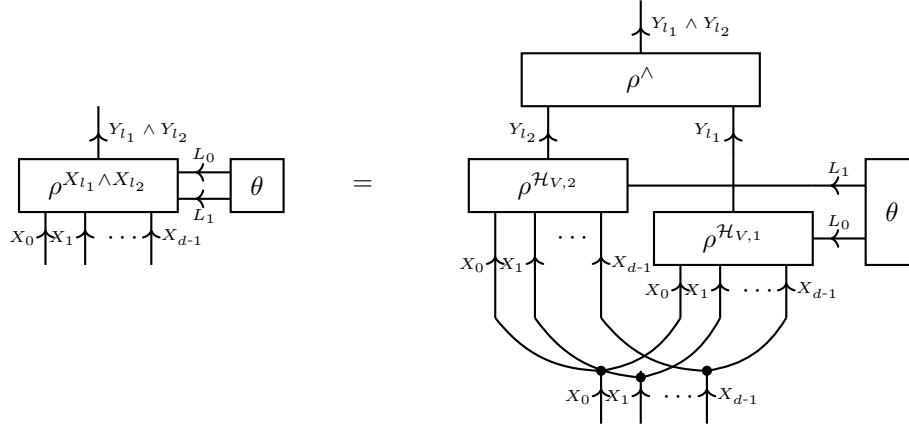 Y_{l_1} ∧ Y_{l_2}
ρ^∧
Y_{l_1} ∧ Y_{l_2} Y_{l_2} Y_{l_1}
ρ^{X_{l_1} ∧ X_{l_2}} L_0 L_1 θ = ρ^{\mathcal{H}_{V,2}} L_1 θ
X_0 X_1 ... X_{d-1} ... ρ^{\mathcal{H}_{V,1}} L_0
X_0 X_1 X_{d-1} X_0 X_1 ... X_{d-1}
X_0 X_1 ... X_{d-1}